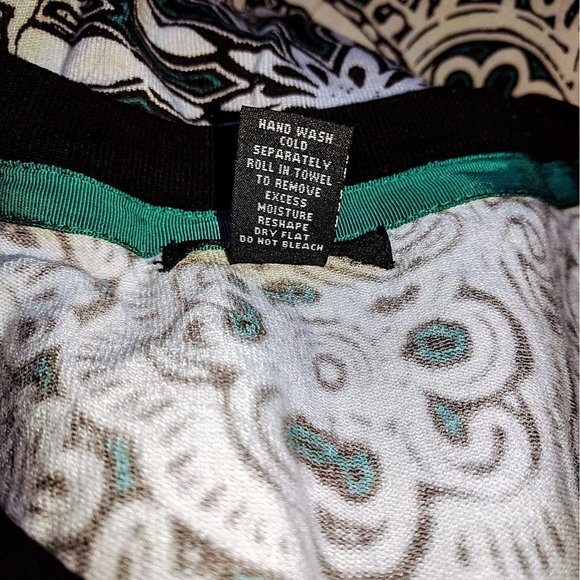 HAND WASH
COLD
SEPARATELY
ROLL IN TOWEL
TO REMOVE
EXCESS
MOISTURE
RESHAPE
DRY FLAT
DO NOT BLEACH